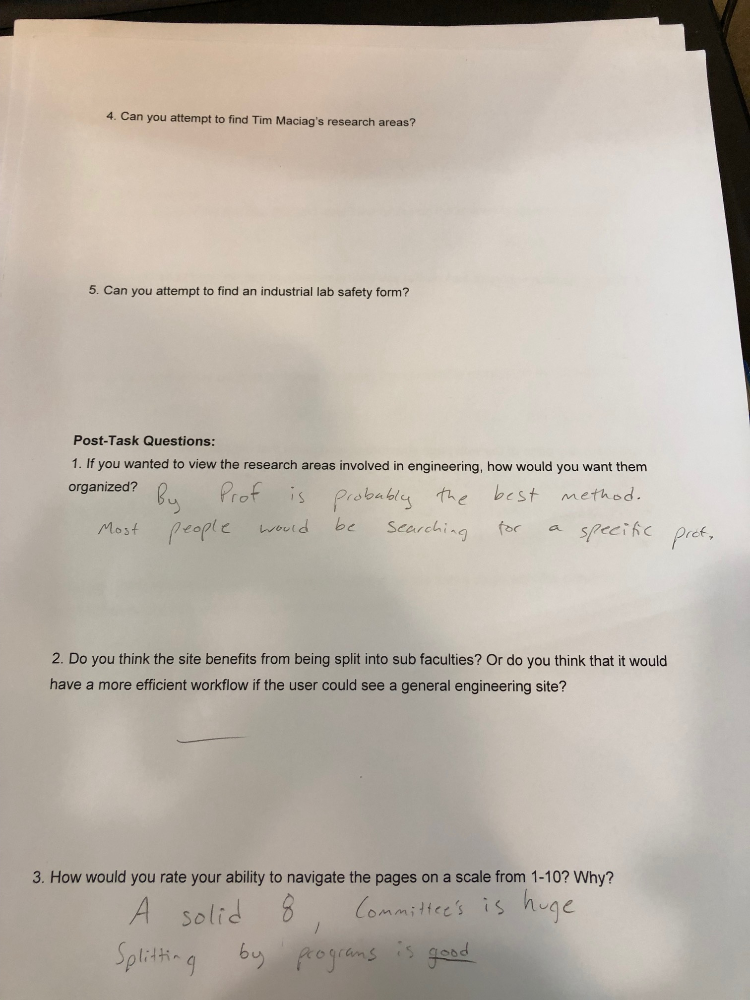 4. Can you attempt to find Tim Maciag's research areas?
5. Can you attempt to find an industrial lab safety form?
Post-Task Questions:
1. If you wanted to view the research areas involved in engineering, how would you want them
organized? By Prof is probably the best method.
Most people would be searching for a specific prof.
2. Do you think the site benefits from being split into sub faculties? Or do you think that it would
have a more efficient workflow if the user could see a general engineering site?
3. How would you rate your ability to navigate the pages on a scale from 1-10? Why?
A solid 8, Committee's is huge
Splitting by programs is good